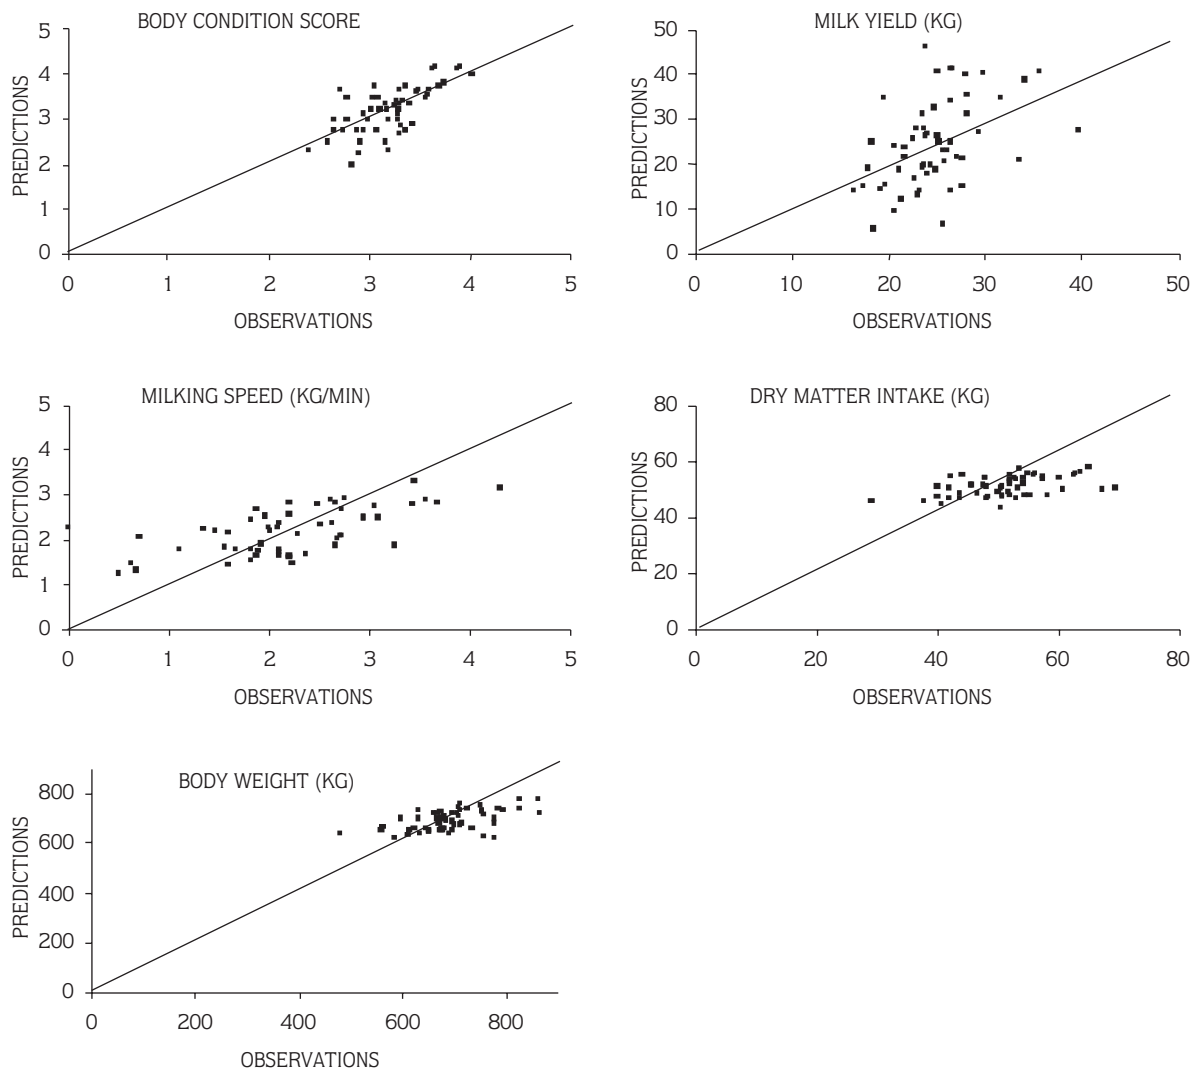 BODY CONDITION SCORE
5
4
3
2
1
0
PREDICTIONS
0 1 2 3 4 5
OBSERVATIONS
MILK YIELD (KG)
50
40
30
20
10
0
PREDICTIONS
0 10 20 30 40 50
OBSERVATIONS
MILKING SPEED (KG/MIN)
5
4
3
2
1
0
PREDICTIONS
0 1 2 3 4 5
OBSERVATIONS
DRY MATTER INTAKE (KG)
80
60
40
20
0
PREDICTIONS
0 20 40 60 80
OBSERVATIONS
BODY WEIGHT (KG)
800
600
400
200
0
PREDICTIONS
0 200 400 600 800
OBSERVATIONS